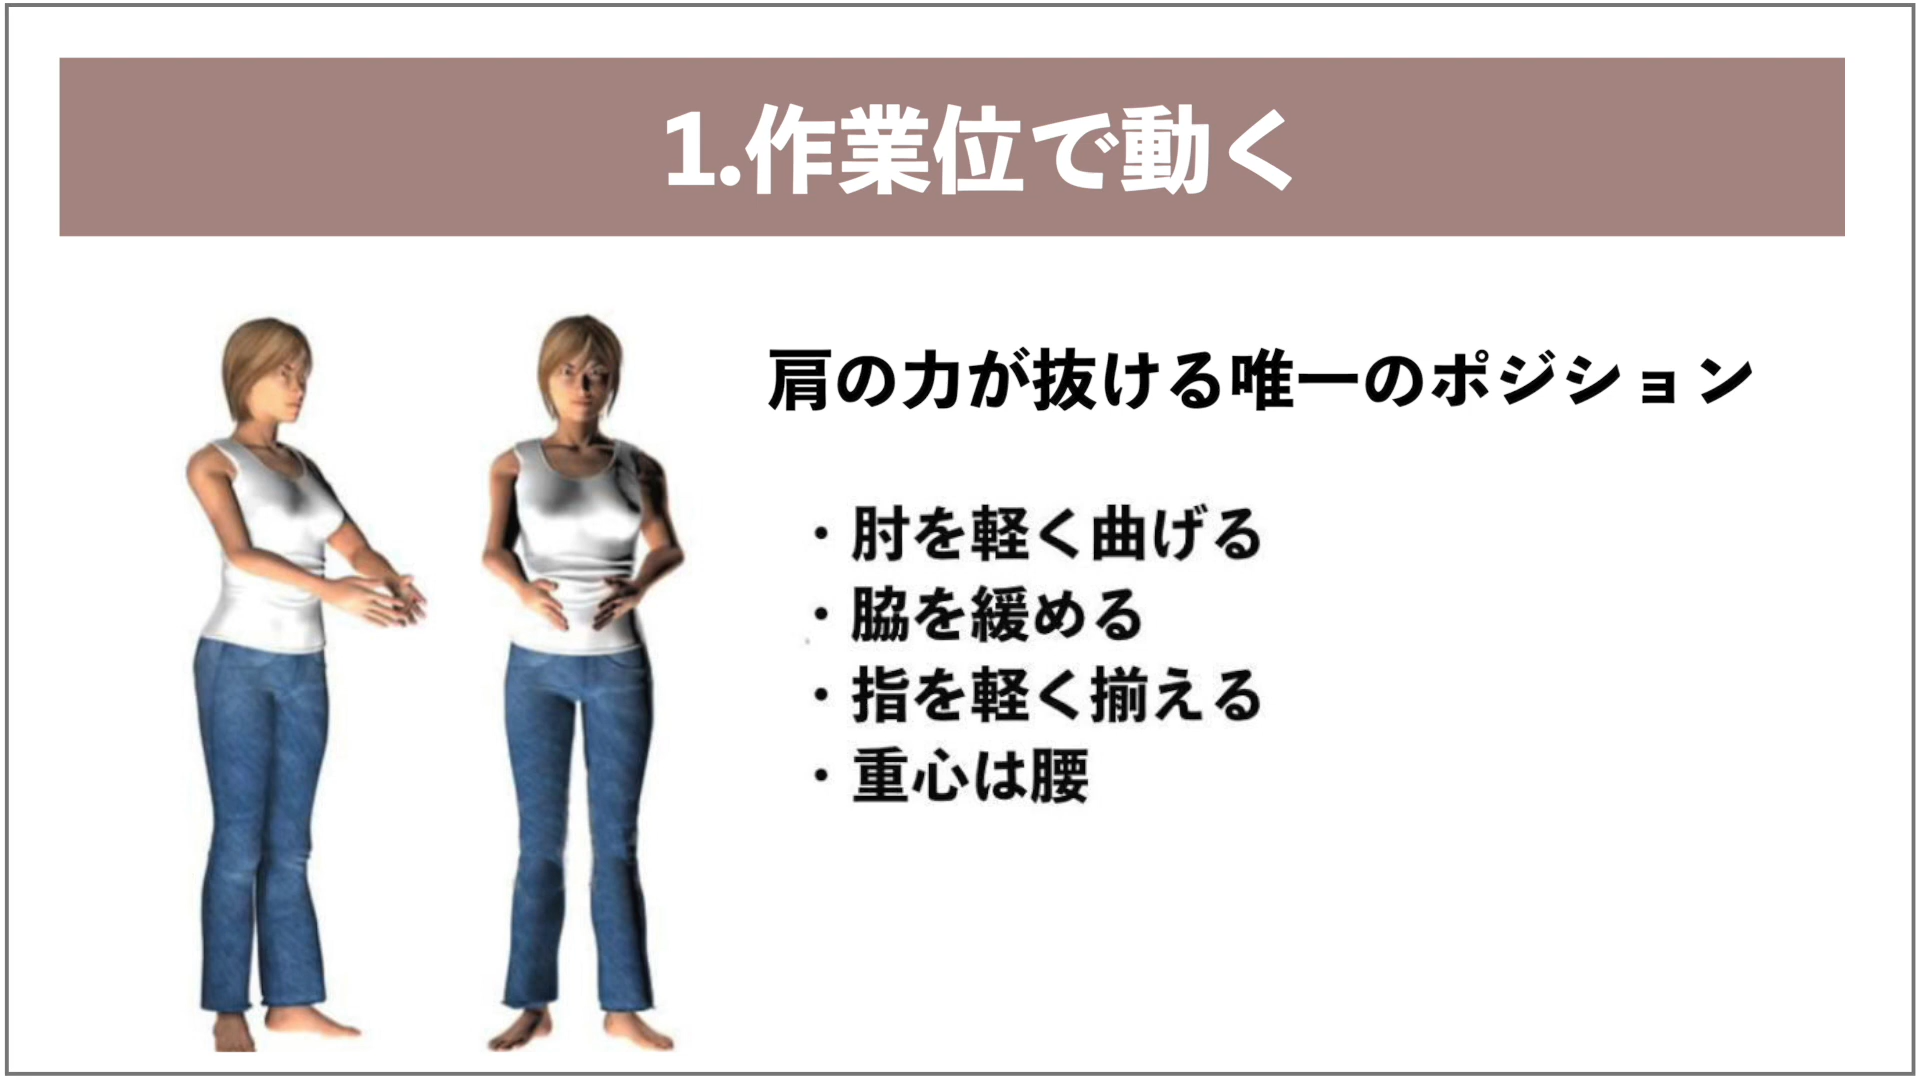 1.作業位で動く
肩の力が抜ける唯一のポジション
・肘を軽く曲げる
・脇を緩める
・指を軽く揃える
・重心は腰